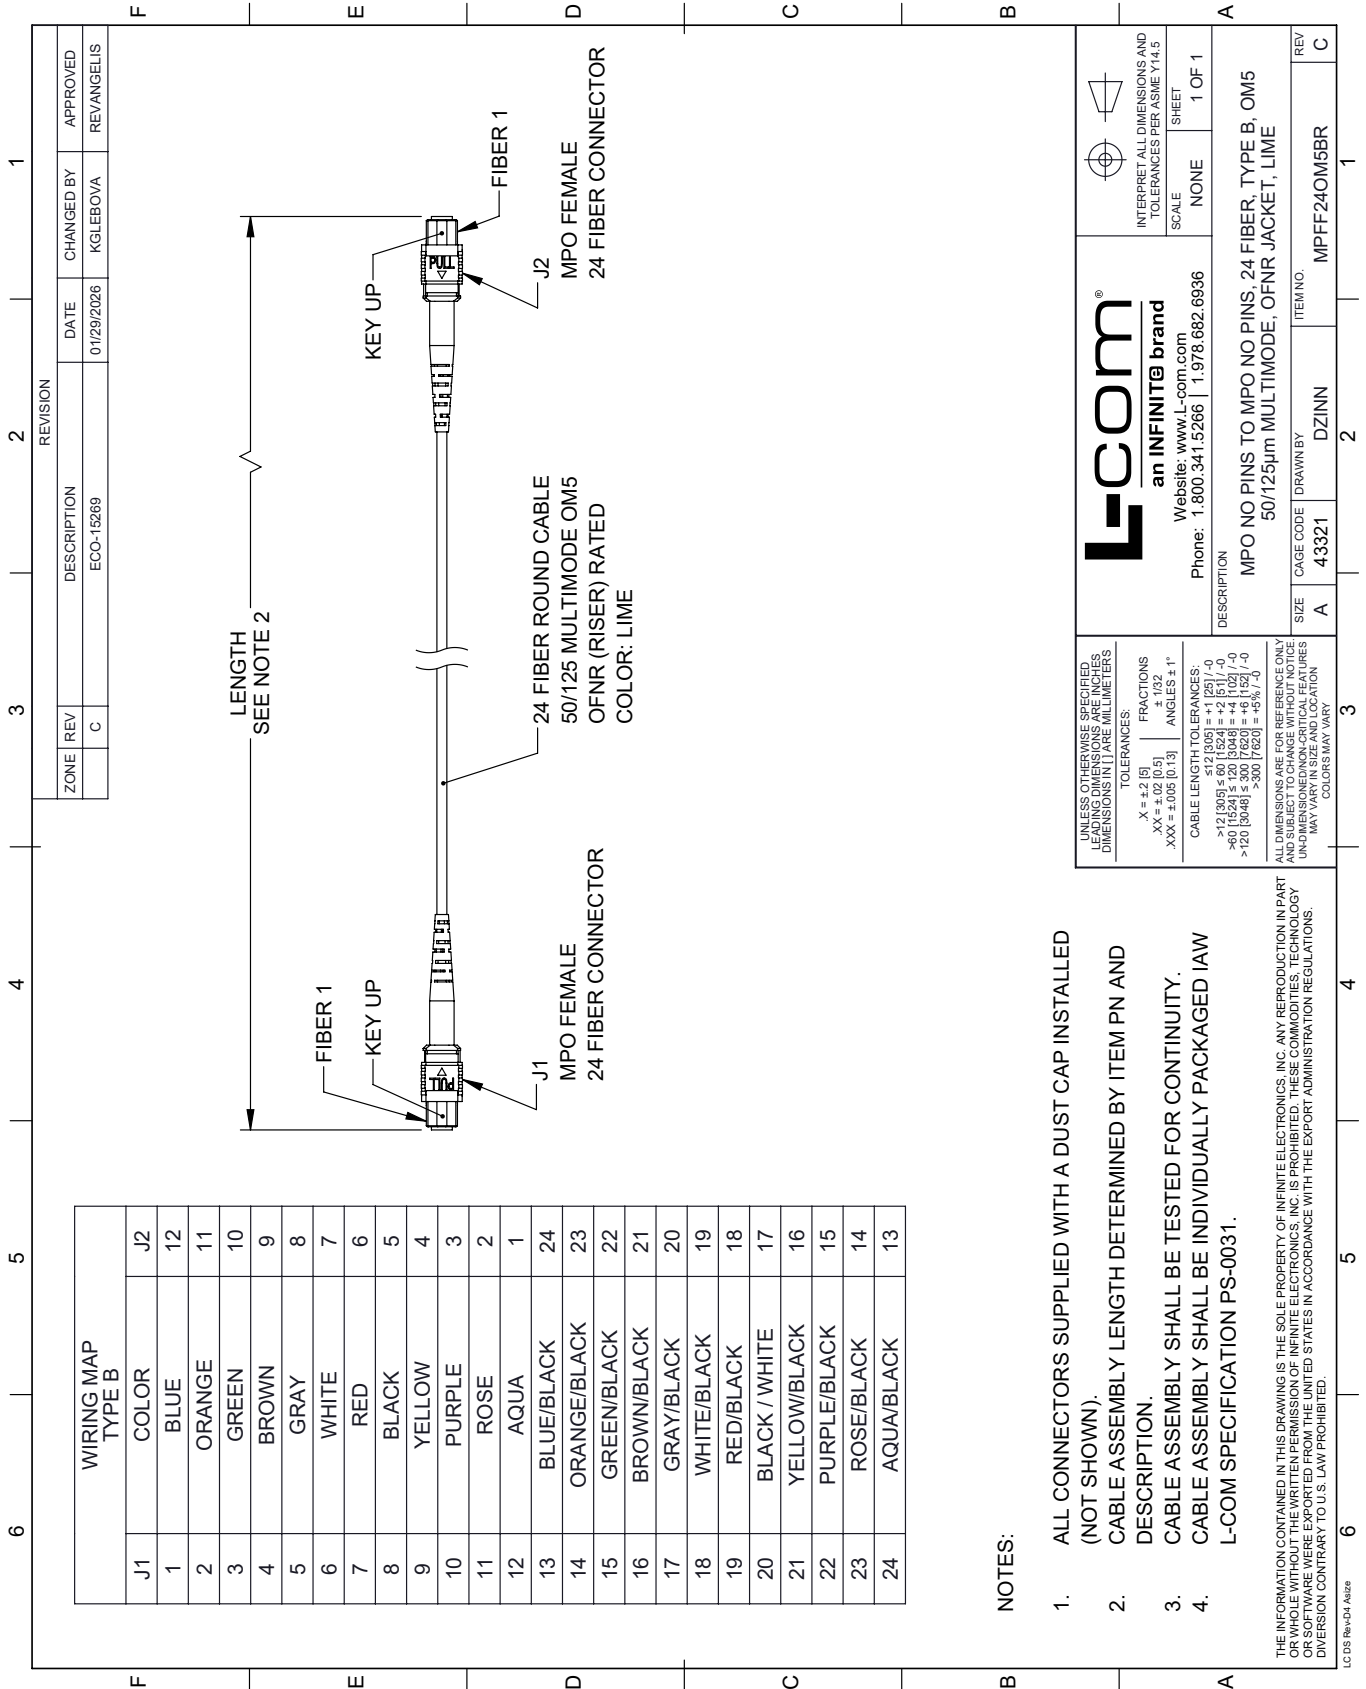 6
5
4
3
2
1
F
E
D
C
B
A
REVISION
ZONE
REV
DESCRIPTION
DATE
CHANGED BY
APPROVED
C
ECO-15269
01/29/2026
KGLEBOVA
REVANGELIS
WIRING MAP
TYPE B
J1 COLOR J2
1 BLUE 12
2 ORANGE 11
3 GREEN 10
4 BROWN 9
5 GRAY 8
6 WHITE 7
7 RED 6
8 BLACK 5
9 YELLOW 4
10 PURPLE 3
11 ROSE 2
12 AQUA 1
13 BLUE/BLACK 24
14 ORANGE/BLACK 23
15 GREEN/BLACK 22
16 BROWN/BLACK 21
17 GRAY/BLACK 20
18 WHITE/BLACK 19
19 RED/BLACK 18
20 BLACK / WHITE 17
21 YELLOW/BLACK 16
22 PURPLE/BLACK 15
23 ROSE/BLACK 14
24 AQUA/BLACK 13
LENGTH
SEE NOTE 2
FIBER 1
KEY UP
PULL
J1
MPO FEMALE
24 FIBER CONNECTOR
24 FIBER ROUND CABLE
50/125 MULTIMODE OM5
OFNR (RISER) RATED
COLOR: LIME
KEY UP
PULL
FIBER 1
J2
MPO FEMALE
24 FIBER CONNECTOR
NOTES:
1. ALL CONNECTORS SUPPLIED WITH A DUST CAP INSTALLED
(NOT SHOWN).
2. CABLE ASSEMBLY LENGTH DETERMINED BY ITEM PN AND
DESCRIPTION.
3. CABLE ASSEMBLY SHALL BE TESTED FOR CONTINUITY.
4. CABLE ASSEMBLY SHALL BE INDIVIDUALLY PACKAGED IAW
L-COM SPECIFICATION PS-0031.
THE INFORMATION CONTAINED IN THIS DRAWING IS THE SOLE PROPERTY OF INFINITE ELECTRONICS, INC. ANY REPRODUCTION IN PART
OR WHOLE WITHOUT THE WRITTEN PERMISSION OF INFINITE ELECTRONICS, INC. IS PROHIBITED. THESE COMMODITIES, TECHNOLOGY
OR SOFTWARE WERE EXPORTED FROM THE UNITED STATES IN ACCORDANCE WITH THE EXPORT ADMINISTRATION REGULATIONS.
DIVERSION CONTRARY TO U.S. LAW PROHIBITED.
UNLESS OTHERWISE SPECIFIED
LEADING DIMENSIONS ARE INCHES
DIMENSIONS IN [ ] ARE MILLIMETERS
TOLERANCES:
.X = ±.2 [5]
.XX = ±.02 [0.5]
.XXX = ±.005 [0.13]
FRACTIONS
± 1/32
ANGLES ± 1°
CABLE LENGTH TOLERANCES:
≤12 [305] = +1 [25] / -0
>12 [305] ≤ 60 [1524] = +2 [51] / -0
>60 [1524] ≤ 120 [3048] = +4 [102] / -0
>120 [3048] ≤ 300 [7620] = +6 [152] / -0
>300 [7620] = +5% / -0
ALL DIMENSIONS ARE FOR REFERENCE ONLY
AND SUBJECT TO CHANGE WITHOUT NOTICE.
UN-DIMENSIONED/NON-CRITICAL FEATURES
MAY VARY IN SIZE AND LOCATION
COLORS MAY VARY
L-com®
an INFINIT@ brand
Website: www.L-com.com
Phone: 1.800.341.5266 | 1.978.682.6936
INTERPRET ALL DIMENSIONS AND
TOLERANCES PER ASME Y14.5
SCALE
NONE
SHEET
1 OF 1
DESCRIPTION
MPO NO PINS TO MPO NO PINS, 24 FIBER, TYPE B, OM5
50/125µm MULTIMODE, OFNR JACKET, LIME
SIZE
A
CAGE CODE
43321
DRAWN BY
DZINN
ITEM NO.
MPFF24OM5BR
REV
C
F
E
D
C
B
A
6
5
4
3
2
1
LC DS Rev-D4 Asize